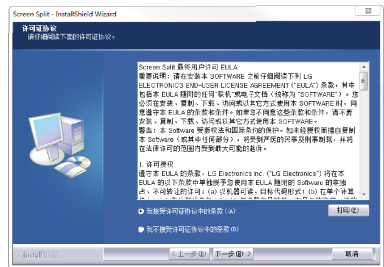 Screen Split - InstallShield Wizard
许可证协议
请仔细阅读下面的许可证协议。
Screen Split 最终用户许可 EULA
重要说明: 请在安装本 SOFTWARE 之前仔细阅读下列 LG
ELECTRONICS END-USER LICENSE AGREEMENT ("EULA") 条款, 其中
包括本 EULA 随附的任何"联机"或电子文档 (统称为 "SOFTWARE")。您
必须在安装、复制、下载、访问或以其它方式使用本 SOFTWARE 时, 同
意遵守本 EULA 的条款和条件。如果您不同意这些条款和条件, 请不要
安装、复制、下载、访问或以其它方式使用本 SOFTWARE。
警告: 本 Software 受版权法和国际条约的保护。如未经授权而擅自复制
本 Software (或其中任何部分), 将受到严厉的民事及刑事制裁, 并将
在法律许可的范围内受到最大可能的起诉。
1. 许可授权
遵守本 EULA 的条款, LG Electronics Inc. ("LG Electronics") 将在本
EULA 的以下条款中单独授予您使用本 EULA 随附的 Software 的非独
占、不可转让的许可: (a) 以机器可读、目标代码形式; (b) 在单个计算
我接受许可证协议中的条款(A)
打印(P)
我不接受许可证协议中的条款(D)
InstallShield
<上一步(B)
下一步(N)>
取消